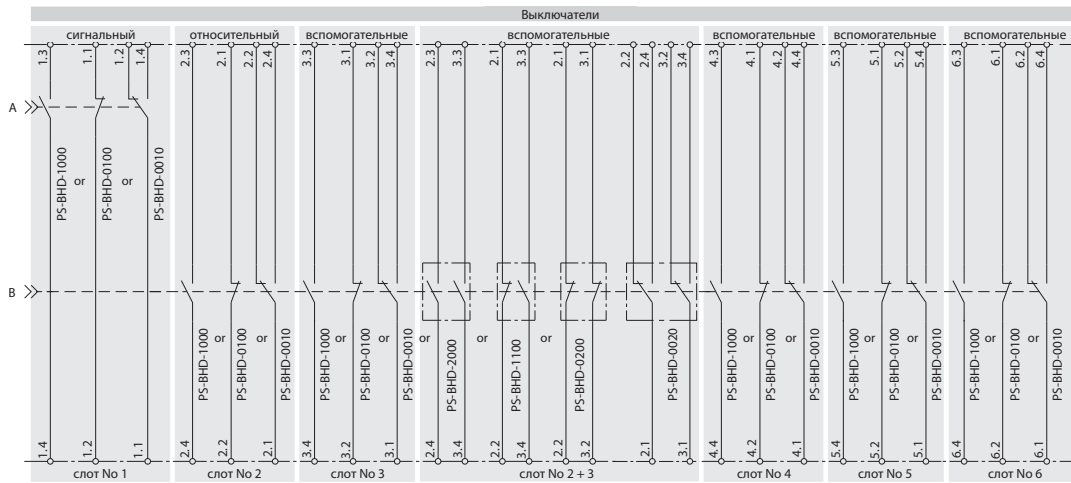 Выключатели
сигнальный
относительный
вспомогательные
вспомогательные
вспомогательные
вспомогательные
вспомогательные
1.3 1.1 1.2 1.4
2.3 2.1 2.2 2.4
3.3 3.1 3.2 3.4
2.3 3.3 2.1 3.3 2.1 3.1 2.2 2.4 3.2 3.4
4.3 4.1 4.2 4.4
5.3 5.1 5.2 5.4
6.3 6.1 6.2 6.4
A
PS-BHD-1000 or PS-BHD-0100 or PS-BHD-0010
B
PS-BHD-1000 or PS-BHD-0100 or PS-BHD-0010
PS-BHD-1000 or PS-BHD-0100 or PS-BHD-0010
or PS-BHD-2000 or PS-BHD-1100 or PS-BHD-0200 PS-BHD-0020
PS-BHD-1000 or PS-BHD-0100 or PS-BHD-0010
PS-BHD-1000 or PS-BHD-0100 or PS-BHD-0010
PS-BHD-1000 or PS-BHD-0100 or PS-BHD-0010
1.4 1.2 1.1
2.4 2.2 2.1
3.4 3.2 3.1
2.4 3.4 2.2 3.4 2.2 3.2 2.1 3.1
4.4 4.2 4.1
5.4 5.2 5.1
6.4 6.2 6.1
слот No 1
слот No 2
слот No 3
слот No 2 + 3
слот No 4
слот No 5
слот No 6